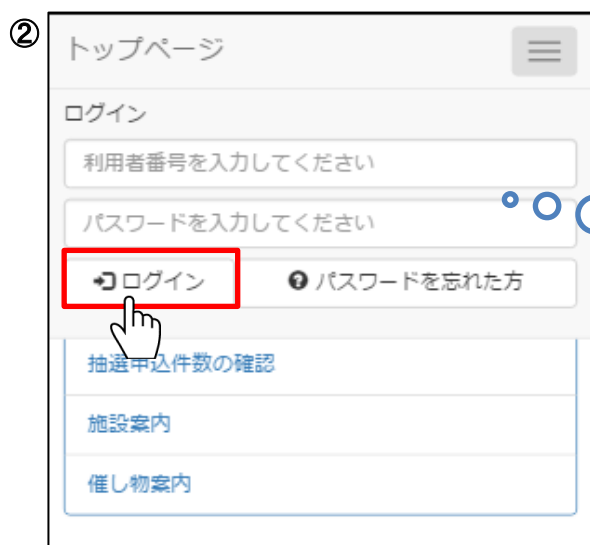 ②
トップページ
ログイン
利用者番号を入力してください
パスワードを入力してください
ログイン
パスワードを忘れた方
抽選申込件数の確認
施設案内
催し物案内